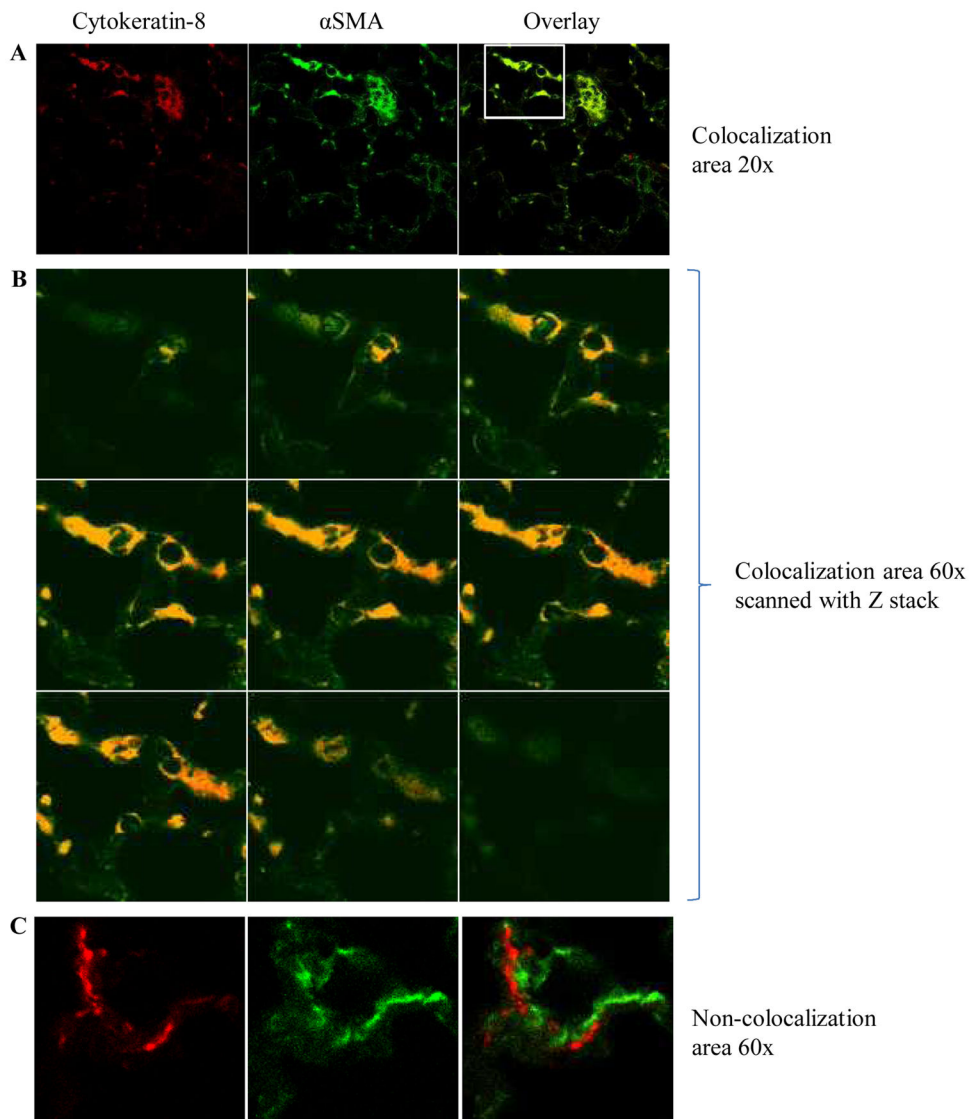 Cytokeratin-8 αSMA Overlay
A
Colocalization
area 20x
B
Colocalization area 60x
scanned with Z stack
C
Non-colocalization
area 60x